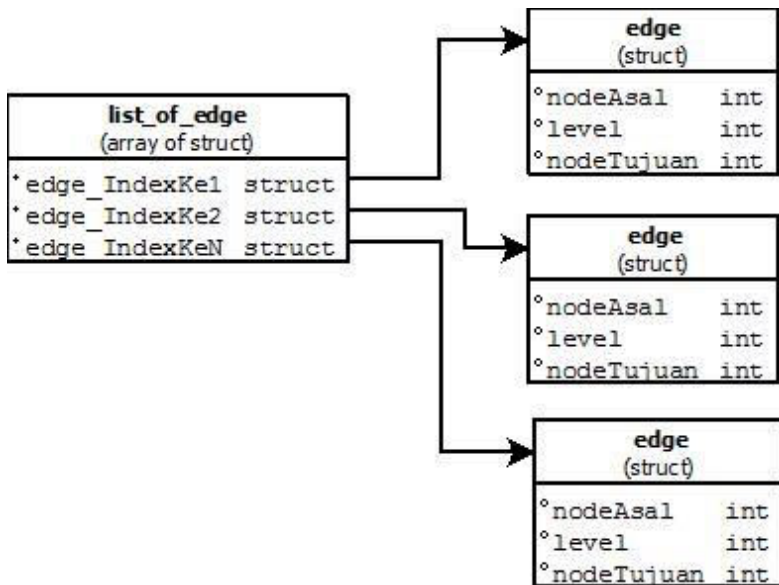 list_of_edge
(array of struct)
edge_IndexKe1 struct
edge_IndexKe2 struct
edge_IndexKeN struct
edge
(struct)
nodeAsal int
level int
nodeTujuan int
edge
(struct)
nodeAsal int
level int
nodeTujuan int
edge
(struct)
nodeAsal int
level int
nodeTujuan int